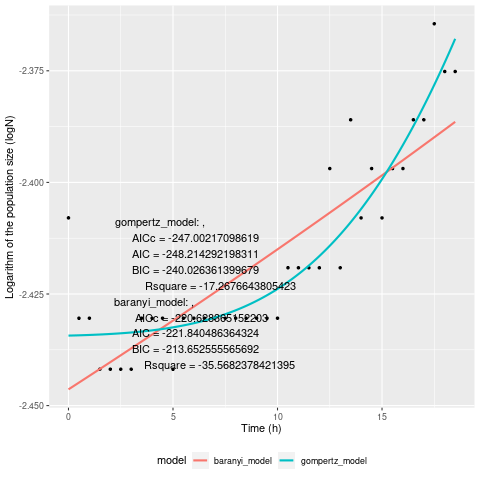 -2.375
-2.400
-2.425
-2.450
Logarithm of the population size (logN)
gompertz_model: ,
AICc = -247.00217098619
AIC = -248.214292198311
BIC = -240.026361399679
Rsquare = -17.2676643805423
baranyi_model: ,
AICc =
AIC = -221.840486364324
BIC = -213.652555565692
Rsquare = -35.5682378421395
0 5 10 15
Time (h)
model baranyi_model gompertz_model